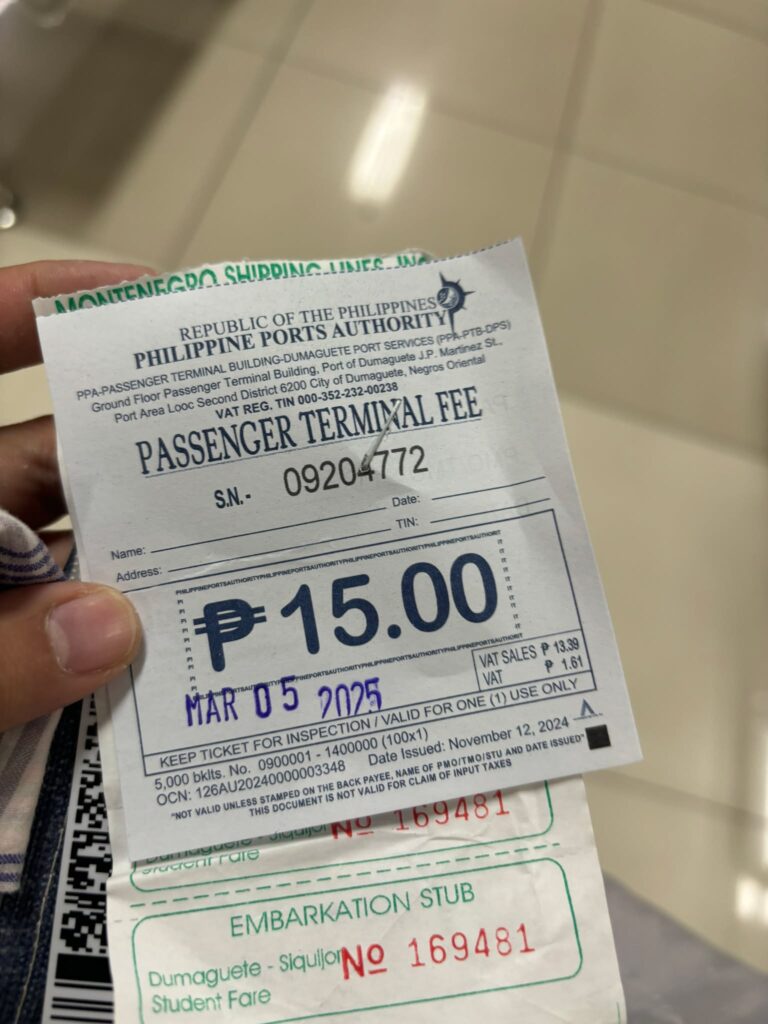 MONTENEGRO SHIPPING LINES, INC
REPUBLIC OF THE PHILIPPINES
PHILIPPINE PORTS AUTHORITY
PPA-PASSENGER TERMINAL BUILDING-DUMAGUETE PORT SERVICES (PPA-PTB-DPS)
Ground Floor Passenger Terminal Building, Port of Dumaguete J.P. Martinez St.,
Port Area Looc Second District 6200 City of Dumaguete, Negros Oriental
VAT REG. TIN 000-352-232-00238
PASSENGER TERMINAL FEE
S.N.- 09204772
Name: Date:
Address: TIN:
PHILIPPINEPORTSAUTHORITYPHILIPPINEPORTSAUTHORITYPHILIPPINEPORTSAUTHORIT
₱ 15.00
PHILIPPINEPORTSAUTHORITYPHILIPPINEPORTSAUTHORITYPHILIPPINEPORTSAUTHORIT
VAT SALES ₱ 13.39
VAT ₱ 1.61
MAR 05 2025
KEEP TICKET FOR INSPECTION / VALID FOR ONE (1) USE ONLY
5,000 bklts. No. 0900001 - 1400000 (100x1)
OCN: 126AU20240000003348 Date Issued: November 12, 2024
"NOT VALID UNLESS STAMPED ON THE BACK PAYEE, NAME OF PMO/TMO/STU AND DATE ISSUED"
THIS DOCUMENT IS NOT VALID FOR CLAIM OF INPUT TAXES
Dumaguete - Siquijor Nº 169481
Student Fare
EMBARKATION STUB
Dumaguete - Siquijor Nº 169481
Student Fare